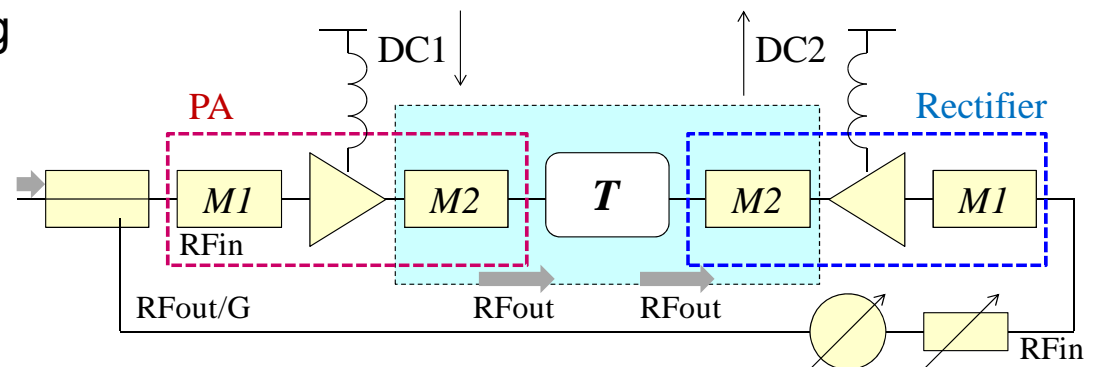 g
DC1
DC2
PA
Rectifier
M1
M2
T
M2
M1
RFin
RFout/G
RFout
RFout
RFin